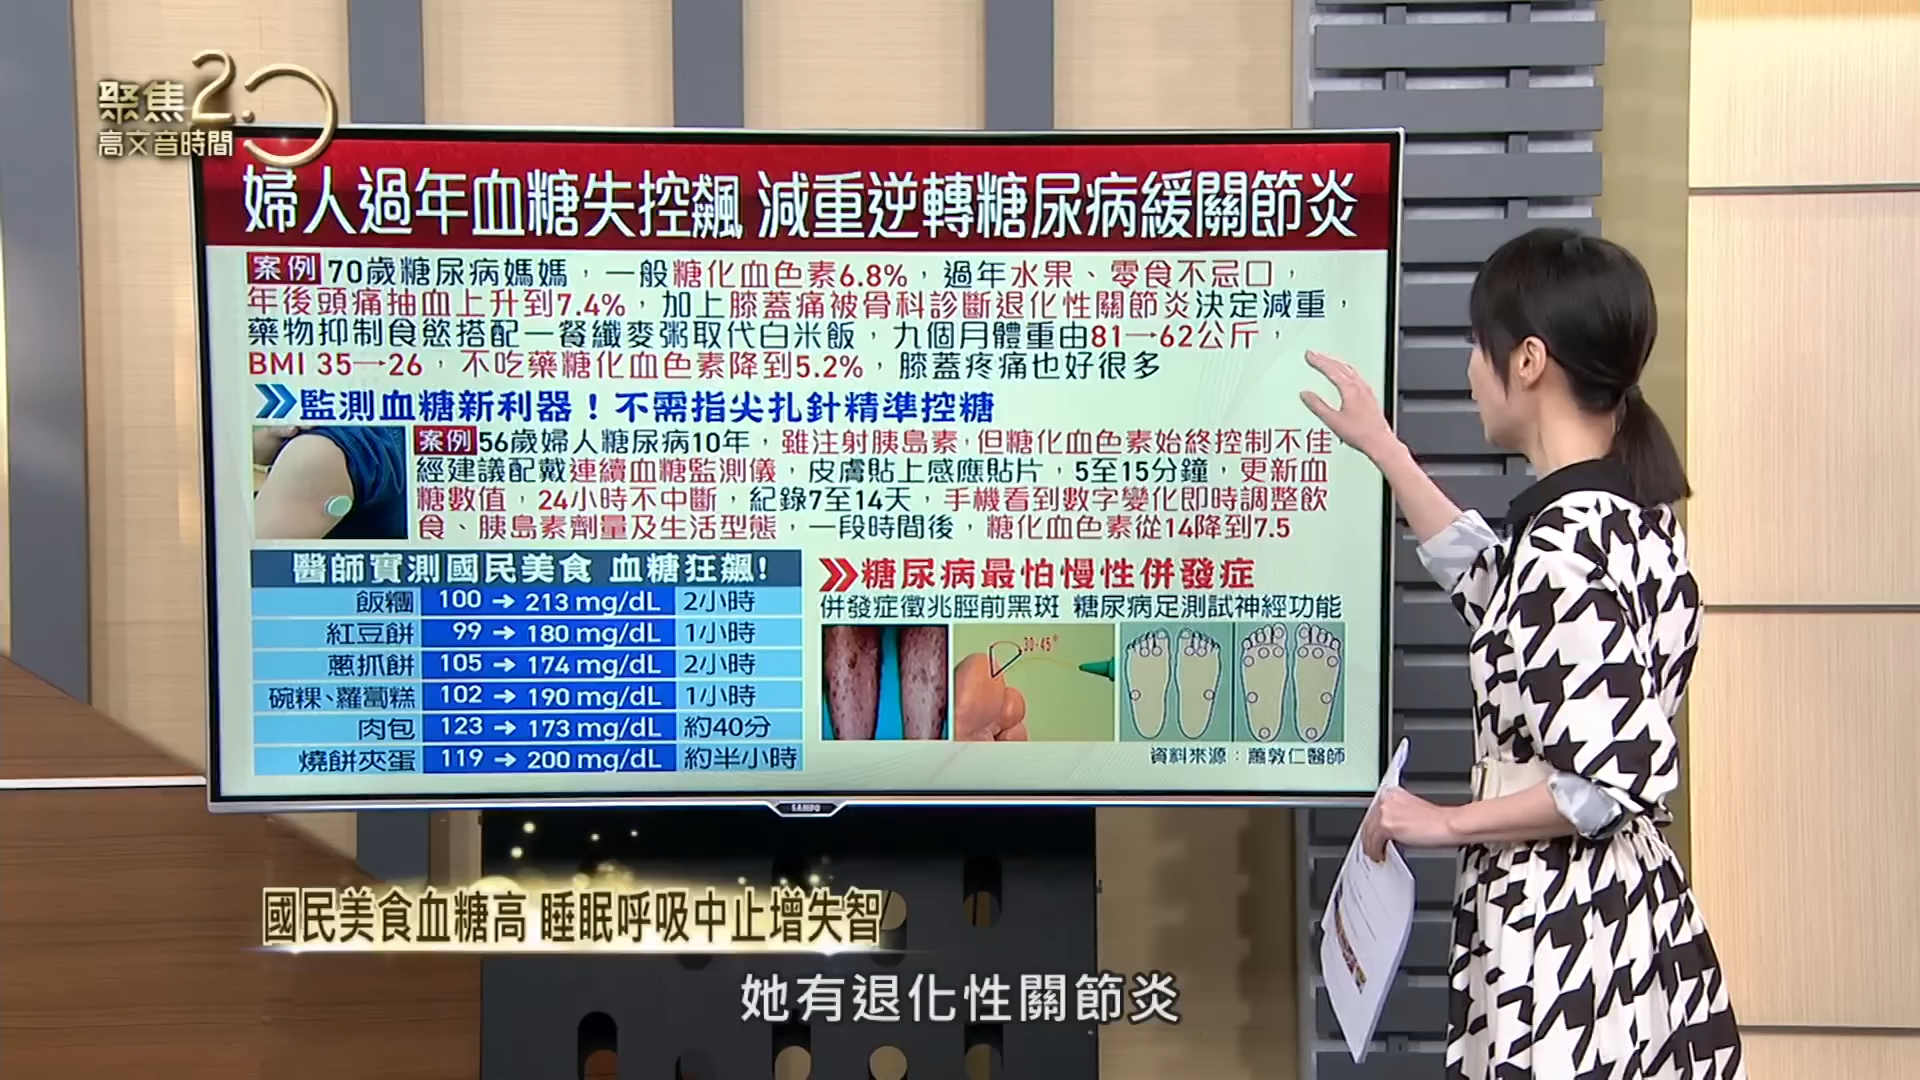 聚焦2.0
高文音時間
婦人過年血糖失控飆 減重逆轉糖尿病緩關節炎
案例 70歲糖尿病媽媽，一般糖化血色素6.8%，過年水果、零食不忌口，
年後頭痛抽血上升到7.4%，加上膝蓋痛被骨科診斷退化性關節炎決定減重，
藥物抑制食慾搭配一餐纖麥粥取代白米飯，九個月體重由81→62公斤，
BMI 35→26，不吃藥糖化血色素降到5.2%，膝蓋疼痛也好很多
監測血糖新利器！不需指尖扎針精準控糖
案例 56歲婦人糖尿病10年，雖注射胰島素，但糖化血色素始終控制不佳，
經建議配戴連續血糖監測儀，皮膚貼上感應貼片，5至15分鐘，更新血
糖數值，24小時不中斷，紀錄7至14天，手機看到數字變化即時調整飲
食、胰島素劑量及生活型態，一段時間後，糖化血色素從14降到7.5
醫師實測國民美食 血糖狂飆！
飯糰 100 → 213 mg/dL 2小時
紅豆餅 99 → 180 mg/dL 1小時
蔥抓餅 105 → 174 mg/dL 2小時
碗粿、蘿蔔糕 102 → 190 mg/dL 1小時
肉包 123 → 173 mg/dL 約40分
燒餅夾蛋 119 → 200 mg/dL 約半小時
糖尿病最怕慢性併發症
併發症徵兆脛前黑斑 糖尿病足測試神經功能
30-45°
資料來源：蕭敦仁醫師
SAMPO
國民美食血糖高 睡眠呼吸中止增失智
她有退化性關節炎